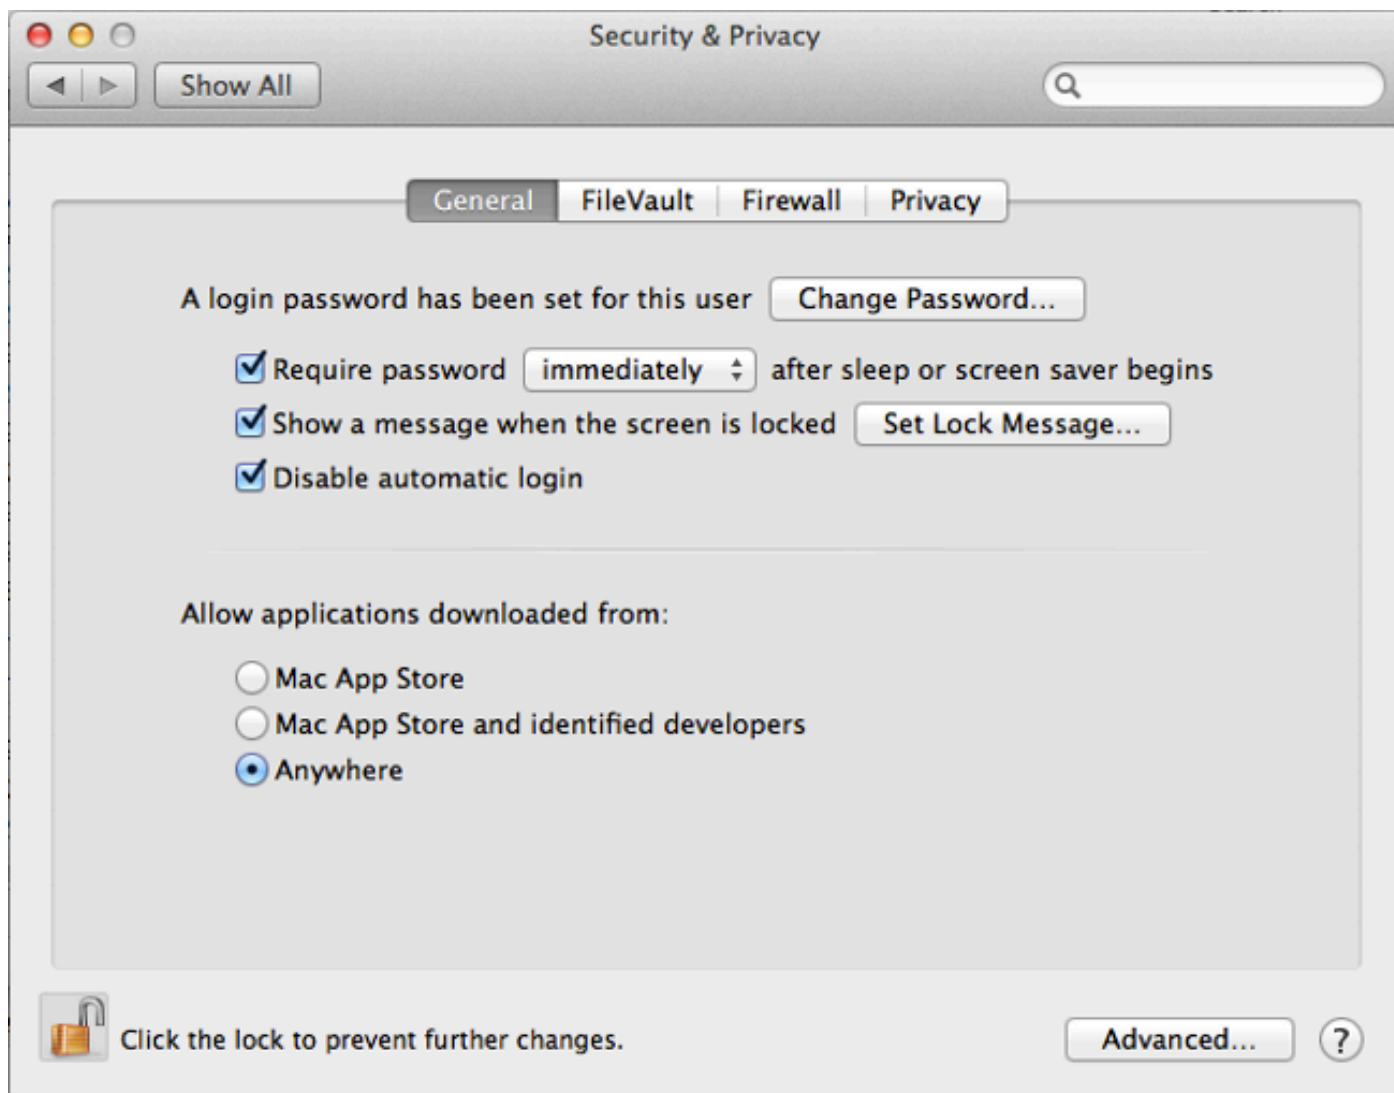 Security & Privacy
Show All
General FileVault Firewall Privacy
A login password has been set for this user Change Password...
Require password immediately after sleep or screen saver begins
Show a message when the screen is locked Set Lock Message...
Disable automatic login
Allow applications downloaded from:
Mac App Store
Mac App Store and identified developers
Anywhere
Click the lock to prevent further changes. Advanced... ?